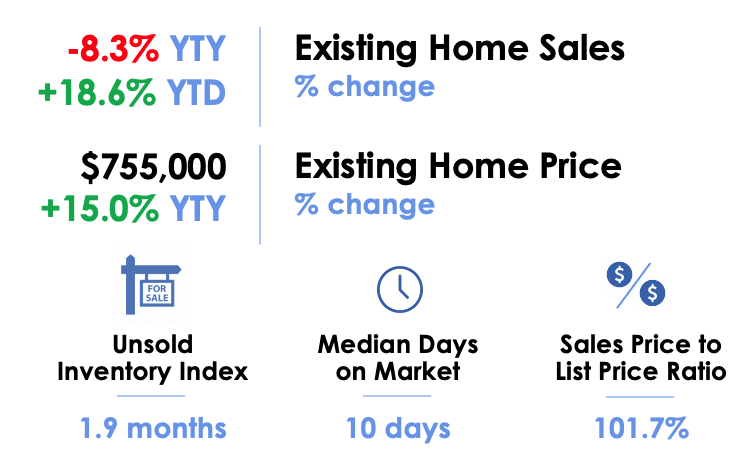 -8.3% YTY
+18.6% YTD
Existing Home Sales
% change
$755,000
+15.0% YTY
Existing Home Price
% change
FOR
SALE
$ $
Unsold
Inventory Index
1.9 months
Median Days
on Market
10 days
Sales Price to
List Price Ratio
101.7%